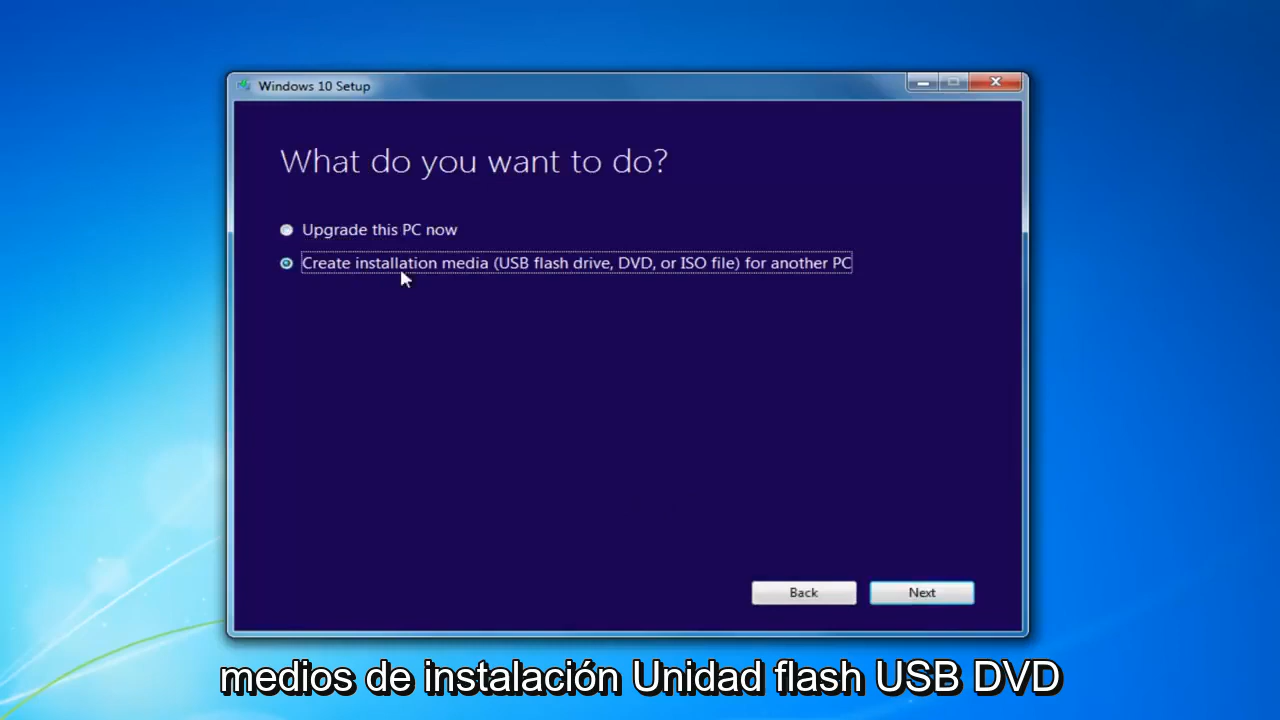 Windows 10 Setup
What do you want to do?
Upgrade this PC now
Create installation media (USB flash drive, DVD, or ISO file) for another PC
Back Next
medios de instalación Unidad flash USB DVD